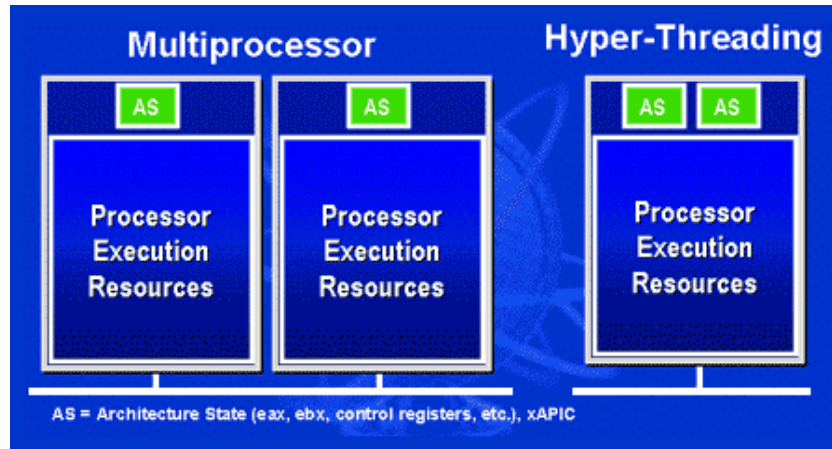 Multiprocessor
Hyper-Threading
AS
AS
AS
AS
Processor
Execution
Resources
Processor
Execution
Resources
Processor
Execution
Resources
AS = Architecture State (eax, ebx, control registers, etc.), xAPIC